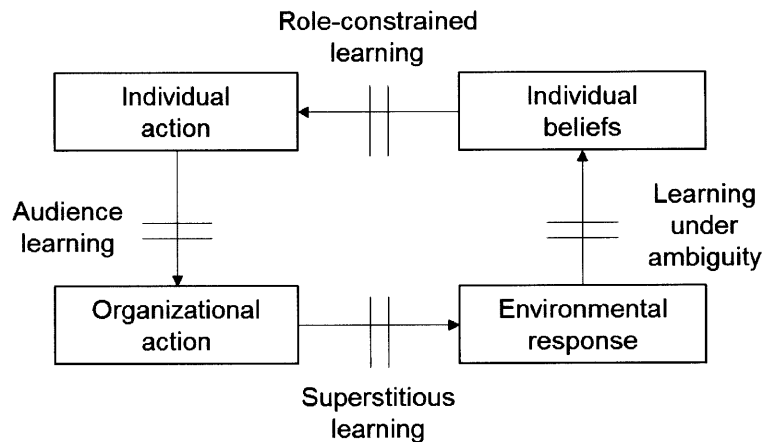 Role-constrained
learning
Individual
action
Individual
beliefs
Audience
learning
Learning
under
ambiguity
Organizational
action
Environmental
response
Superstitious
learning